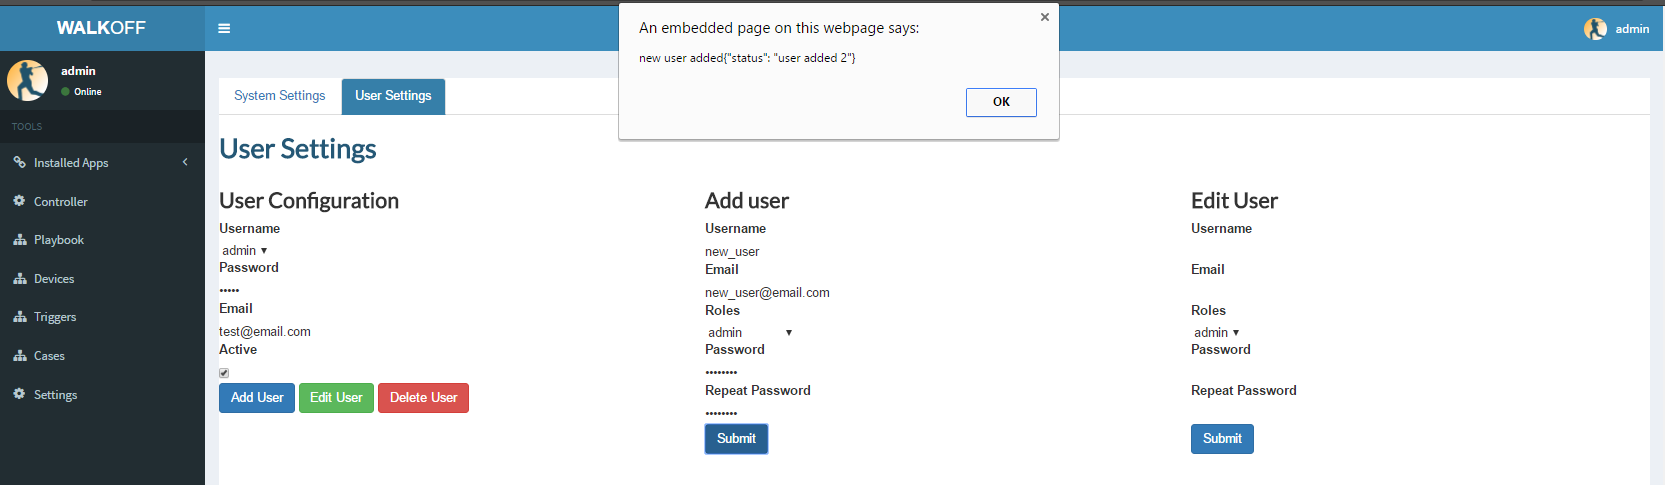 WALKOFF
An embedded page on this webpage says:
new user added{"status": "user added 2"}
OK
admin
admin
Online
TOOLS
Installed Apps
Controller
Playbook
Devices
Triggers
Cases
Settings
System Settings
User Settings
User Settings
User Configuration
Username
admin
Password
•••••
Email
test@email.com
Active
Add User
Edit User
Delete User
Add user
Username
new_user
Email
new_user@email.com
Roles
admin
Password
••••••••
Repeat Password
••••••••
Submit
Edit User
Username
Email
Roles
admin
Password
Repeat Password
Submit